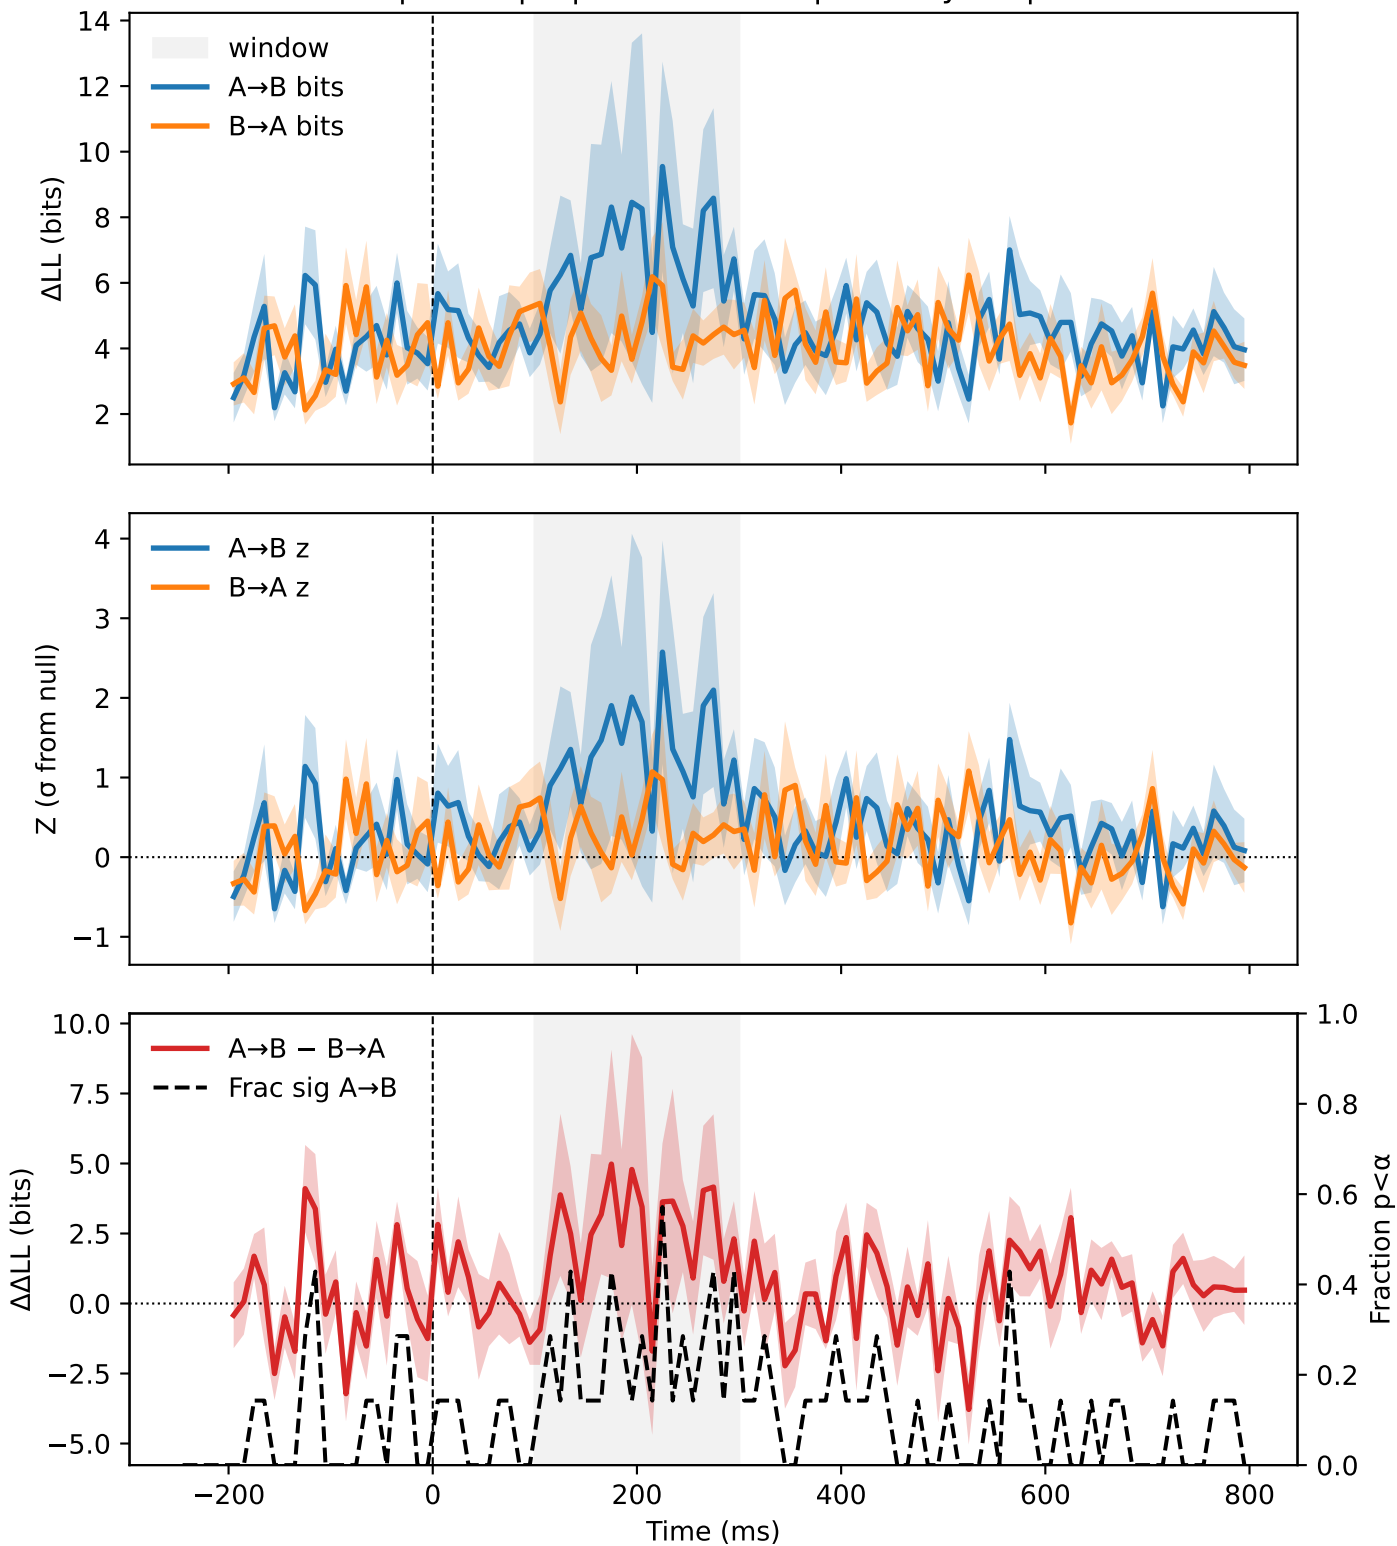 14
12
10
8
6
4
2
ΔLL (bits)
window
A→B bits
B→A bits
4
3
2
1
0
−1
Z (σ from null)
A→B z
B→A z
10.0
7.5
5.0
2.5
0.0
−2.5
−5.0
ΔΔLL (bits)
A→B − B→A
Frac sig A→B
1.0
0.8
0.6
0.4
0.2
0.0
Fraction p<α
−200
0
200
400
600
800
Time (ms)